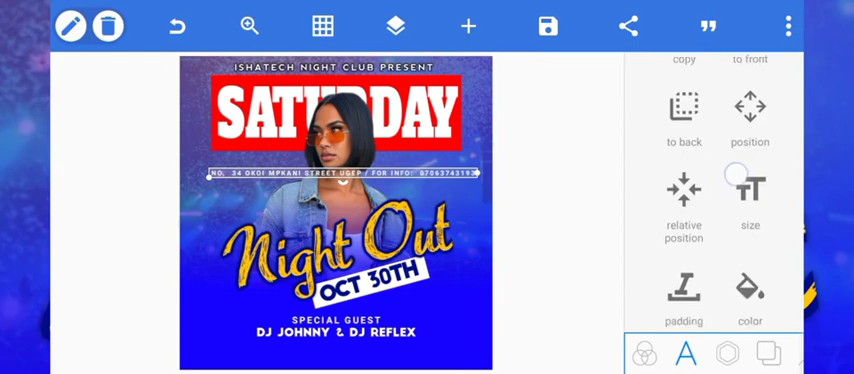 ISHATECH NIGHT CLUB PRESENT
SATURDAY
NO. 34 OKOI MPKANI STREET UGEP / FOR INFO: 07063743193
Night Out
OCT 30TH
SPECIAL GUEST
DJ JOHNNY & DJ REFLEX
copy
to front
to back
position
relative
position
size
padding
color